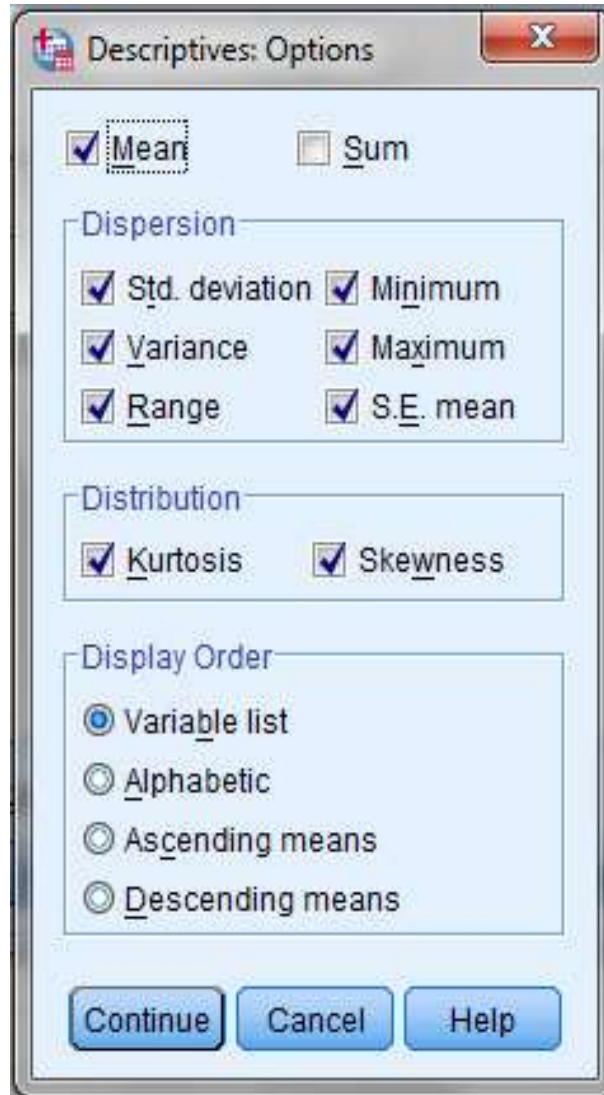 Descriptives: Options
Mean Sum
Dispersion
Std. deviation Minimum
Variance Maximum
Range S.E. mean
Distribution
Kurtosis Skewness
Display Order
Variable list
Alphabetic
Ascending means
Descending means
Continue Cancel Help